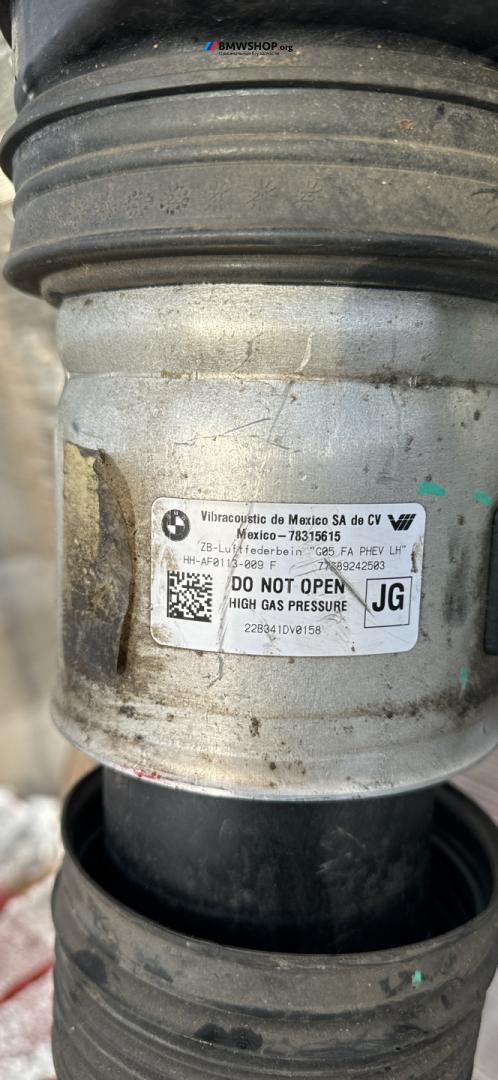 BMWSHOP.org
Vibracoustic de Mexico SA de CV
Mexico-78315615
ZB-Luftfederbein "G05 FA PHEV LH"
HH-AF0113-009 F
DO NOT OPEN
HIGH GAS PRESSURE
JG
22B341DV0158